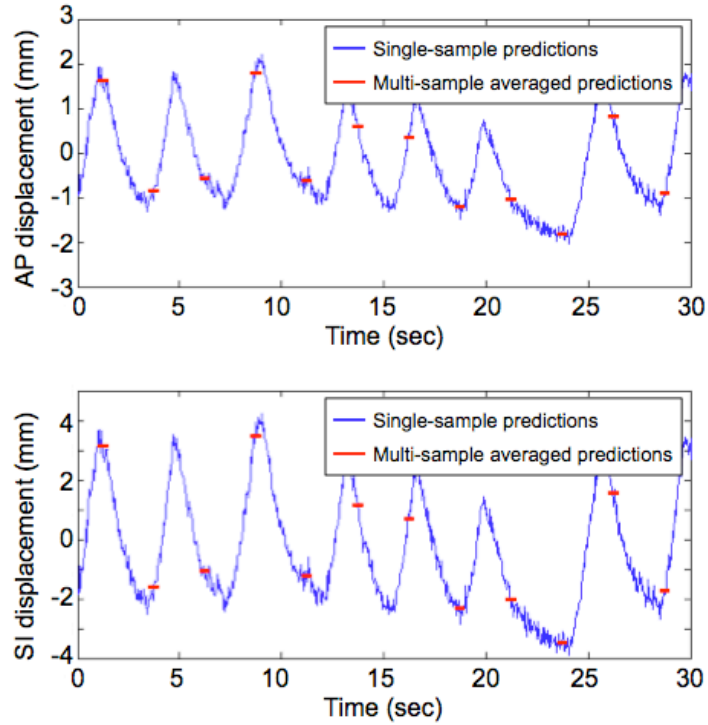 3
2
1
0
-1
-2
-3
AP displacement (mm)
Single-sample predictions
Multi-sample averaged predictions
0 5 10 15 20 25 30
Time (sec)
4
2
0
-2
-4
SI displacement (mm)
Single-sample predictions
Multi-sample averaged predictions
0 5 10 15 20 25 30
Time (sec)